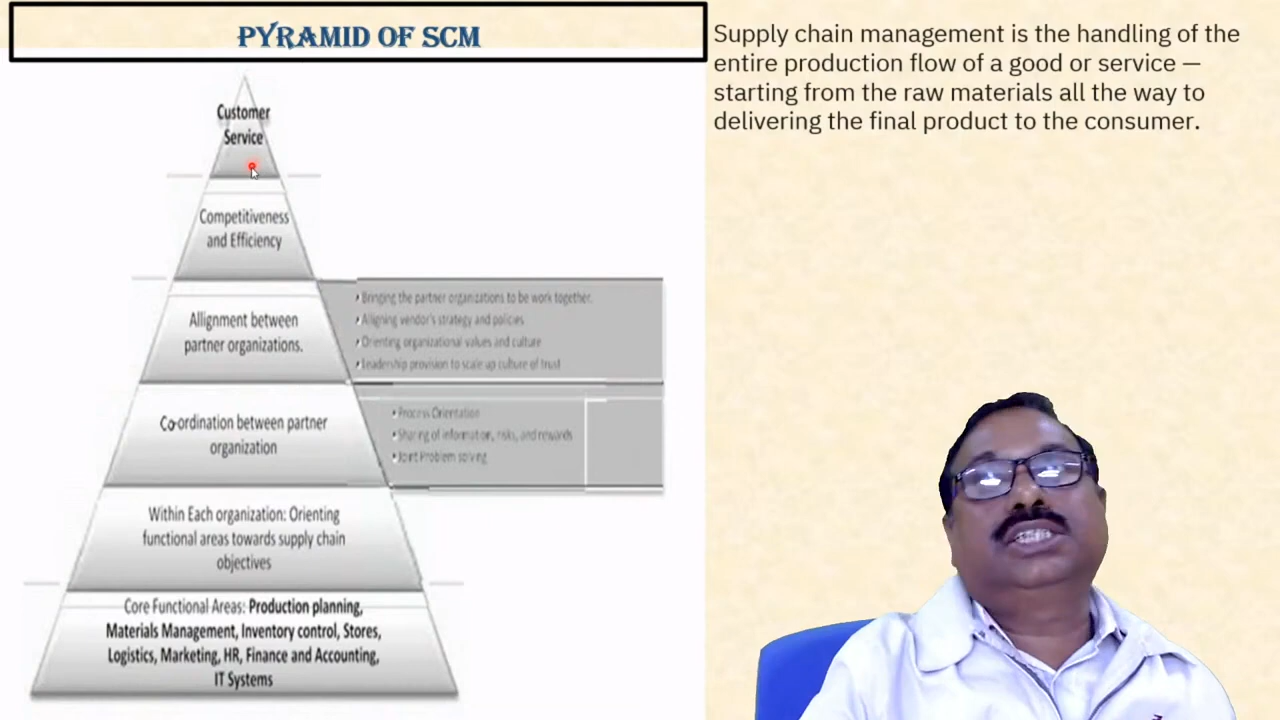 PYRAMID OF SCM
Supply chain management is the handling of the
entire production flow of a good or service —
starting from the raw materials all the way to
delivering the final product to the consumer.
Customer
Service
Competitiveness
and Efficiency
Allignment between
partner organizations.
Bringing the partner organizations to be work together.
Aligning vendor's strategy and policies
Orienting organizational values and culture
Leadership provision to scale up culture of trust
Co-ordination between partner
organization
Process Orientation
Sharing of information, risks, and rewards
Joint Problem solving
Within Each organization: Orienting
functional areas towards supply chain
objectives
Core Functional Areas: Production planning,
Materials Management, Inventory control, Stores,
Logistics, Marketing, HR, Finance and Accounting,
IT Systems